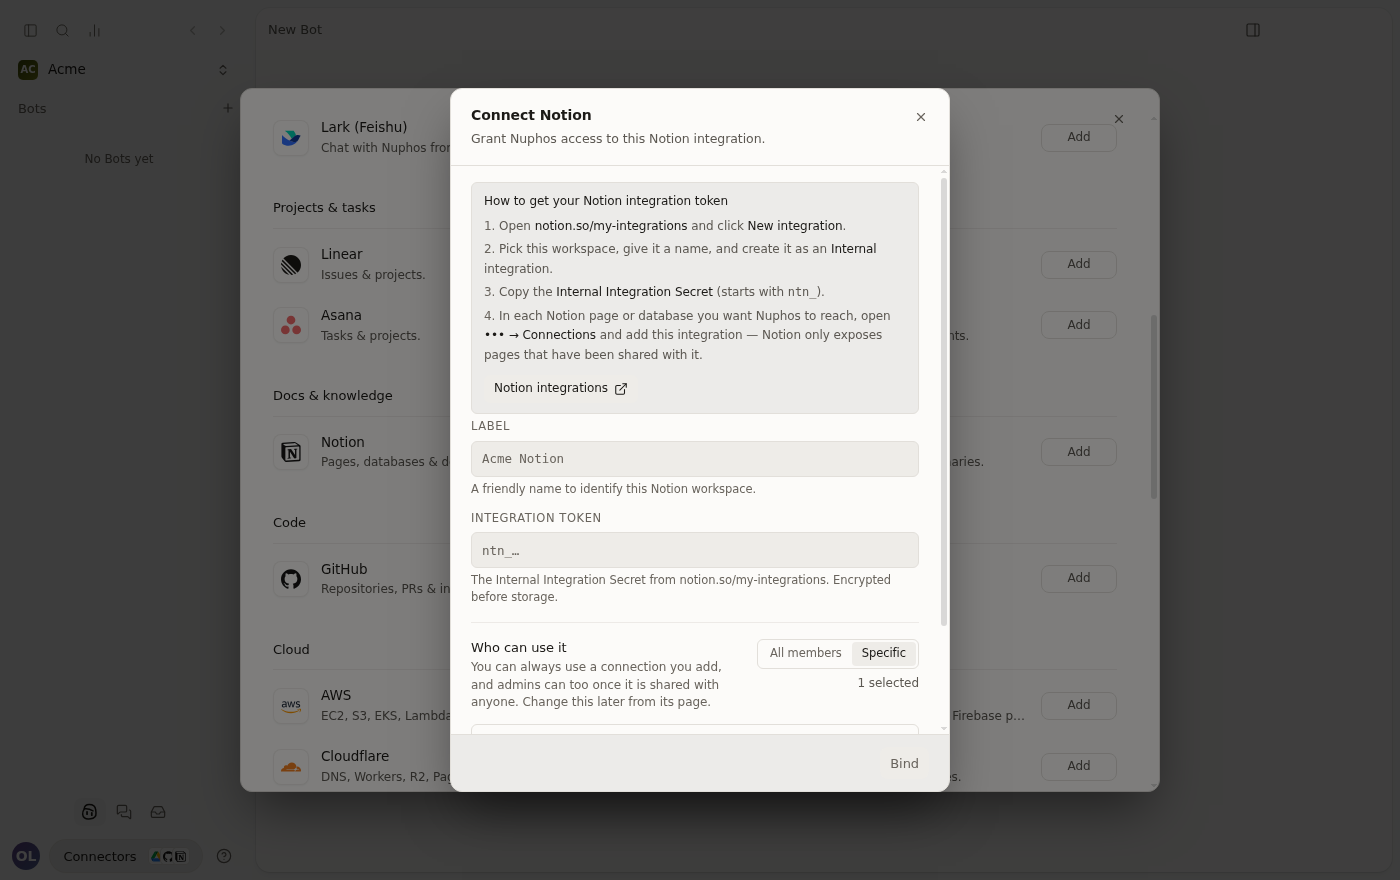 New Bot
AC Acme
Bots
No Bots yet
Lark (Feishu)
Chat with Nuphos fro
Add
Projects & tasks
Linear
Issues & projects.
Add
Asana
Tasks & projects.
Add
Docs & knowledge
Notion
Pages, databases & d
Add
Code
GitHub
Repositories, PRs & in
Add
Cloud
AWS
aws
EC2, S3, EKS, Lambda
Firebase p...
Add
Cloudflare
DNS, Workers, R2, Pag
Add
Connect Notion
Grant Nuphos access to this Notion integration.
How to get your Notion integration token
1. Open notion.so/my-integrations and click New integration.
2. Pick this workspace, give it a name, and create it as an Internal
integration.
3. Copy the Internal Integration Secret (starts with ntn_).
4. In each Notion page or database you want Nuphos to reach, open
••• → Connections and add this integration — Notion only exposes
pages that have been shared with it.
Notion integrations
LABEL
Acme Notion
A friendly name to identify this Notion workspace.
INTEGRATION TOKEN
ntn_…
The Internal Integration Secret from notion.so/my-integrations. Encrypted
before storage.
Who can use it
You can always use a connection you add,
and admins can too once it is shared with
anyone. Change this later from its page.
All members Specific
1 selected
Bind
OL Connectors